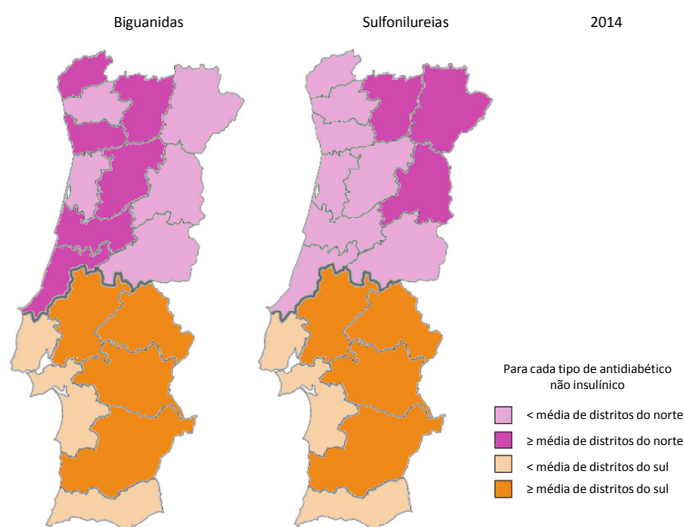 Biguanidas
Sulfonilureias
2014
Para cada tipo de antidiabético
não insulínico
< média de distritos do norte
≥ média de distritos do norte
< média de distritos do sul
≥ média de distritos do sul